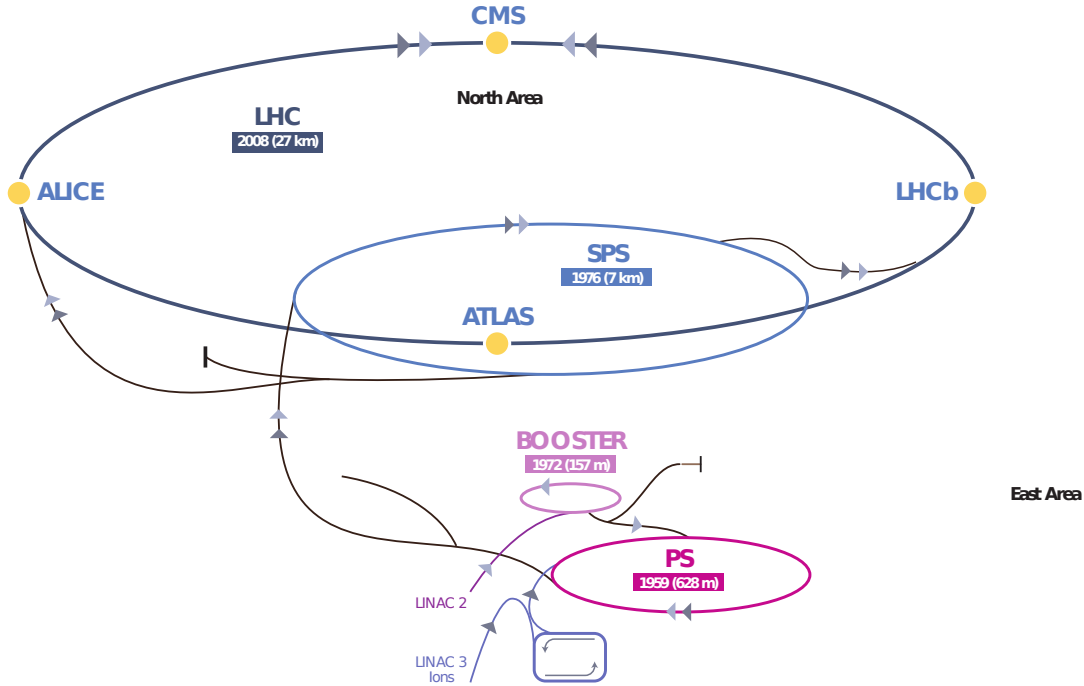 CMS
North Area
LHC
2008 (27 km)
ALICE
LHCb
SPS
1976 (7 km)
ATLAS
BOOSTER
1972 (157 m)
East Area
PS
1959 (628 m)
LINAC 2
LINAC 3
Ions